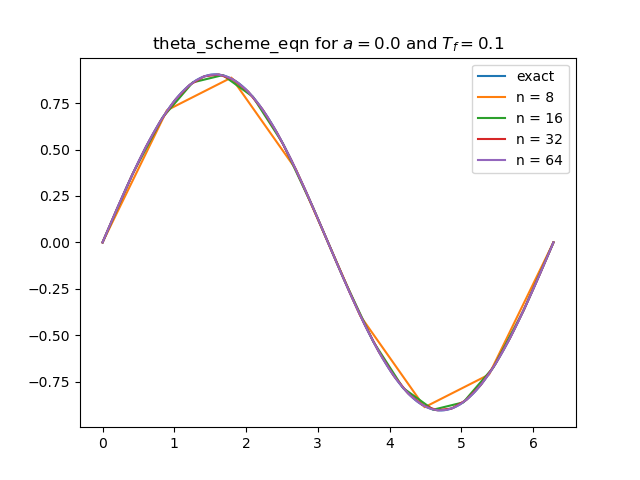 theta_scheme_eqn for a = 0.0 and T_f = 0.1
exact
n = 8
n = 16
n = 32
n = 64
0.75
0.50
0.25
0.00
−0.25
−0.50
−0.75
0 1 2 3 4 5 6